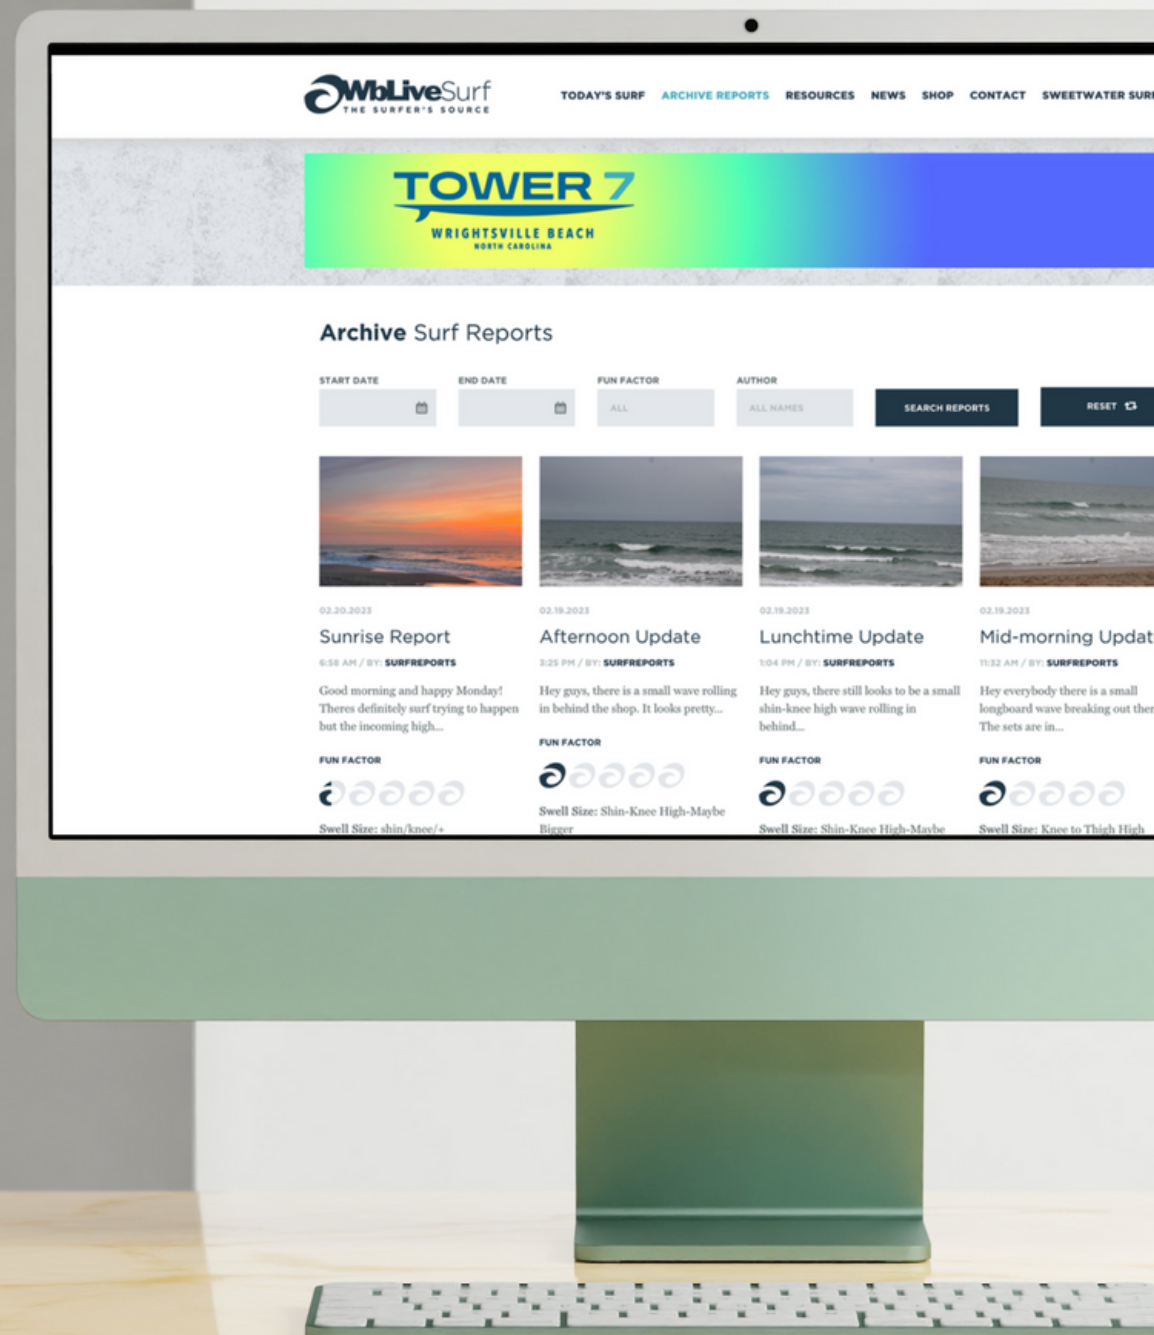 WbLiveSurf
THE SURFER'S SOURCE
TODAY'S SURF ARCHIVE REPORTS RESOURCES NEWS SHOP CONTACT SWEETWATER
TOWER 7
WRIGHTSVILLE BEACH
NORTH CAROLINA
Archive Surf Reports
START DATE END DATE FUN FACTOR AUTHOR
ALL ALL NAMES SEARCH REPORTS RESET
02.20.2023
Sunrise Report
6:58 AM / BY: SURFREPORTS
Good morning and happy Monday!
Theres definitely surf trying to happen
but the incoming high...
FUN FACTOR
Swell Size: shin/knee/+
02.19.2023
Afternoon Update
3:25 PM / BY: SURFREPORTS
Hey guys, there is a small wave rolling
in behind the shop. It looks pretty...
FUN FACTOR
Swell Size: Shin-Knee High-Maybe
Bigger
02.19.2023
Lunchtime Update
1:04 PM / BY: SURFREPORTS
Hey guys, there still looks to be a small
shin-knee high wave rolling in
behind...
FUN FACTOR
Swell Size: Shin-Knee High-Maybe
02.19.2023
Mid-morning Updat
11:32 AM / BY: SURFREPORTS
Hey everybody there is a small
longboard wave breaking out ther
The sets are in...
FUN FACTOR
Swell Size: Knee to Thigh High